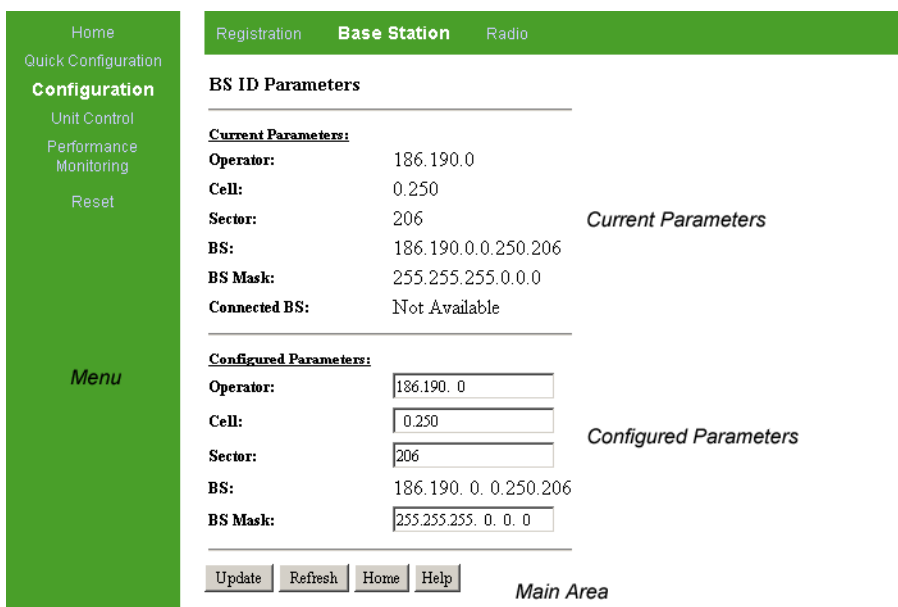 Home
Quick Configuration
Configuration
Unit Control
Performance
Monitoring
Reset
Menu
Registration Base Station Radio
BS ID Parameters
Current Parameters:
Operator: 186.190.0
Cell: 0.250
Sector: 206
BS: 186.190.0.0.250.206
BS Mask: 255.255.255.0.0.0
Connected BS: Not Available
Current Parameters
Configured Parameters:
Operator: 186.190. 0
Cell: 0.250
Sector: 206
BS: 186.190. 0. 0.250.206
BS Mask: 255.255.255. 0. 0. 0
Configured Parameters
Update Refresh Home Help
Main Area